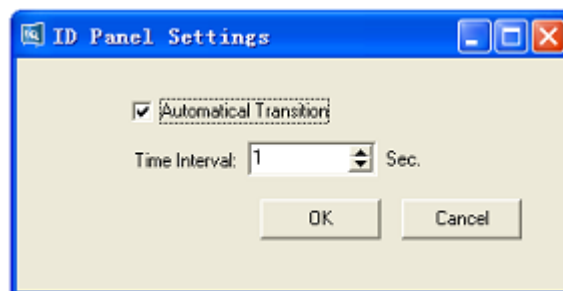 ID Panel Settings
Automatical Transition
Time Interval: 1 Sec.
OK Cancel